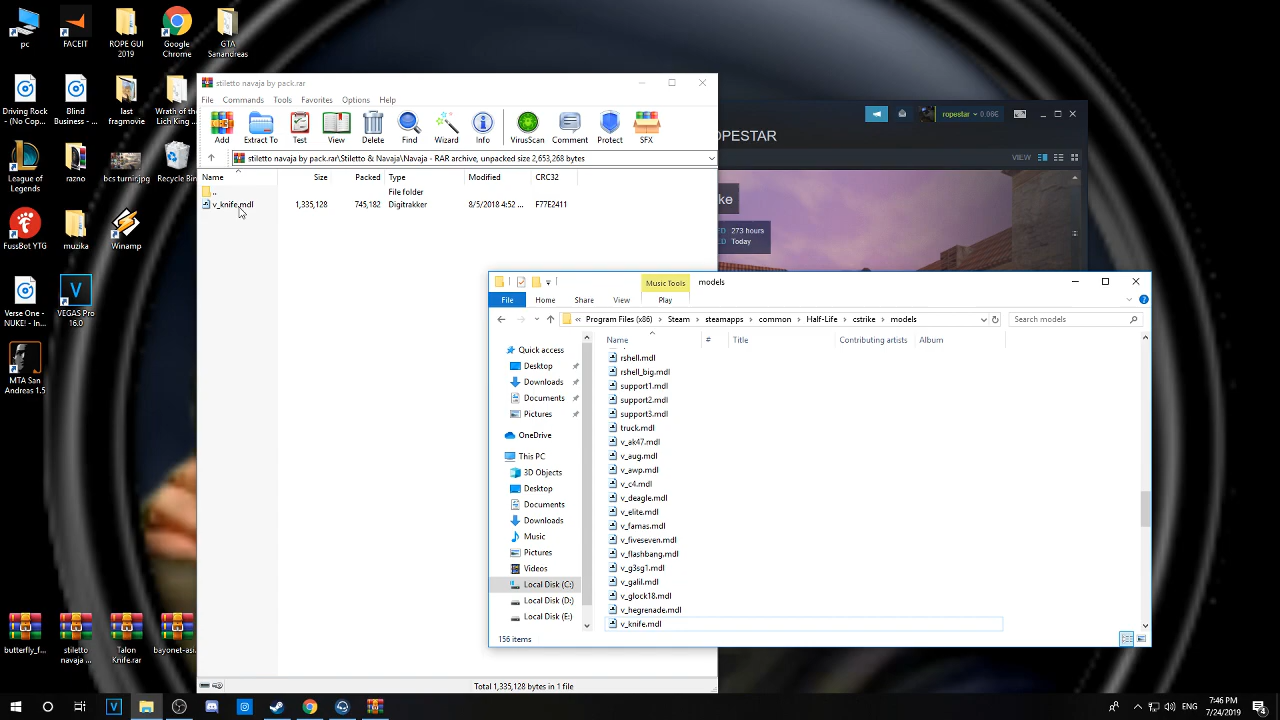 pc
FACEIT
ROPE GUI
2019
Google
Chrome
GTA
Sanandreas
Driving Rock
(No Cop...
Blind
Business - ...
last
fragmovie
Wrath of the
Lich King ...
League of
Legends
razno
bcs turnir.jpg
Recycle Bin
FussBot YTG
muzika
Winamp
Verse One -
NUKE! - In...
VEGAS Pro
16.0
MTA San
Andreas 1.5
butterfly_f...
stiletto
navaja ...
Talon
Knife.rar
bayonet-asi...
stiletto navaja by pack.rar
File Commands Tools Favorites Options Help
Add Extract To Test View Delete Find Wizard Info VirusScan Comment Protect SFX
stiletto navaja by pack.rar\Stiletto & Navaja\Navaja - RAR archive, unpacked size 2,653,268 bytes
Name Size Packed Type Modified CRC32
.. File folder
v_knife.mdl 1,335,128 745,182 Digitrakker 8/5/2018 4:52 ... F77E2411
Total 1,335,128 bytes in 1 file
ropestar 0.06€
OPESTAR
VIEW
ke
ED 273 hours
D Today
Music Tools models
File Home Share View Play
« Program Files (x86) Steam steamapps common Half-Life cstrike models Search models
Name # Title Contributing artists Album
Quick access
Desktop
Downloads
Documents
Pictures
OneDrive
This PC
3D Objects
Desktop
Documents
Downloads
Music
Pictures
Videos
Local Disk (C:)
Local Disk (D:)
Local Disk (E:)
rshell.mdl
rshell_big.mdl
support1.mdl
support2.mdl
support3.mdl
truck.mdl
v_ak47.mdl
v_aug.mdl
v_awp.mdl
v_c4.mdl
v_deagle.mdl
v_elite.mdl
v_famas.mdl
v_fiveseven.mdl
v_flashbang.mdl
v_g3sg1.mdl
v_galil.mdl
v_glock18.mdl
v_hegrenade.mdl
v_knife.mdl
156 items
ENG
7:46 PM
7/24/2019